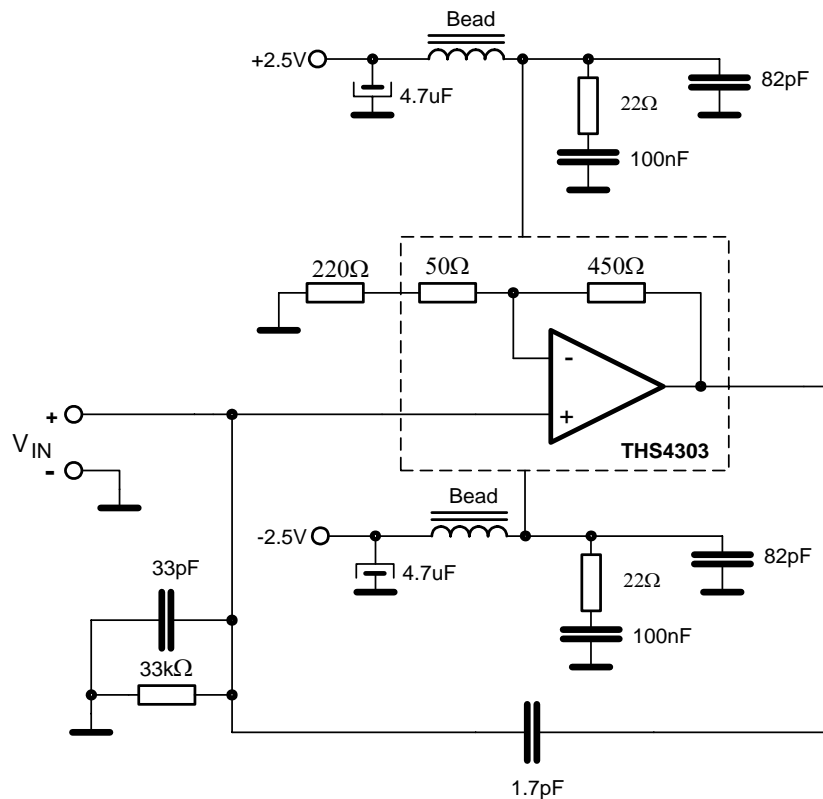 Bead
+2.5V
4.7uF
22Ω
82pF
100nF
220Ω
50Ω
450Ω
-
+
+
V IN
-
THS4303
Bead
-2.5V
4.7uF
22Ω
82pF
100nF
33pF
33kΩ
1.7pF